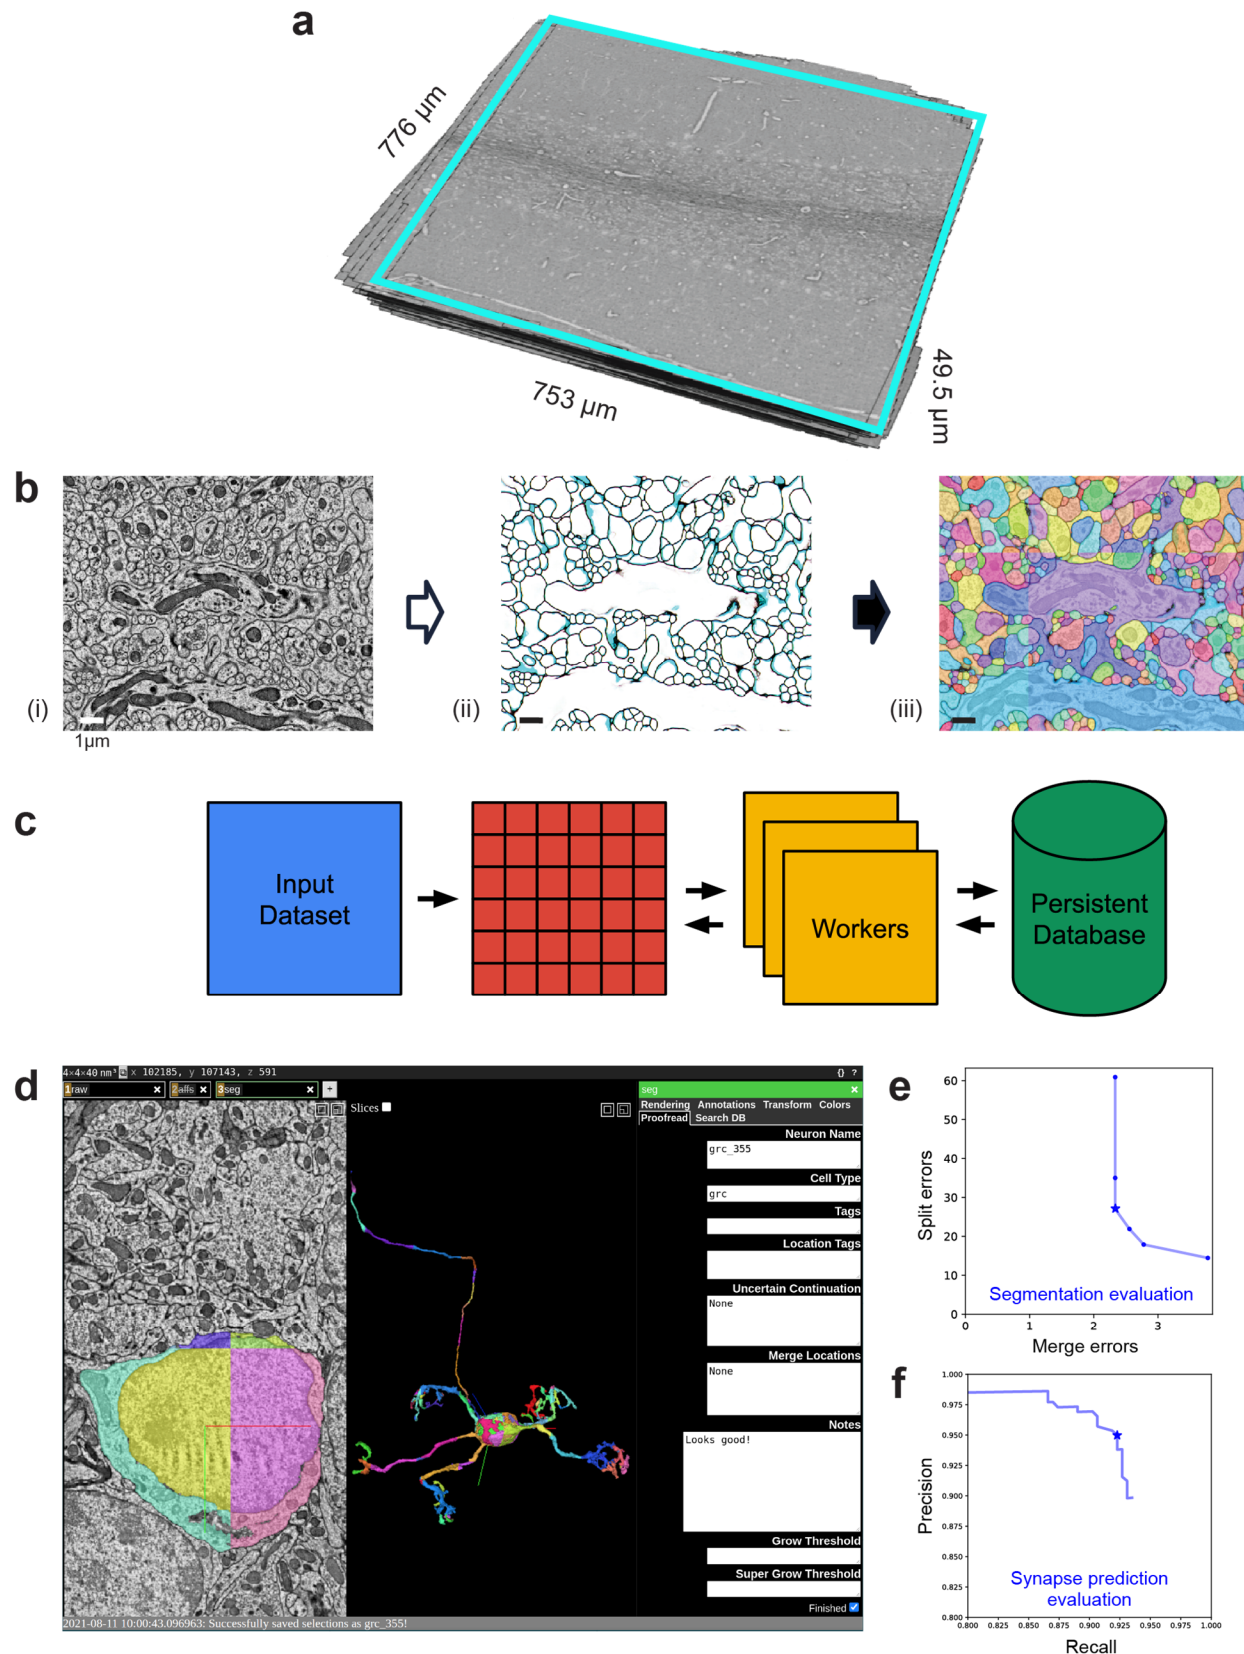 a
776 µm
753 µm
49.5 µm
b
(i)
(ii)
(iii)
1µm
c
Input
Dataset
Workers
Persistent
Database
d
4×4×40 nm³ x 102185, y 107143, z 591 {} ?
1 raw × 2 affs × 3 seg × +
Slices
seg ×
Rendering Annotations Transform Colors
Proofread Search DB
Neuron Name
grc_355
Cell Type
grc
Tags
Location Tags
Uncertain Continuation
None
Merge Locations
None
Notes
Looks good!
Grow Threshold
Super Grow Threshold
Finished
2021-08-11 10:00:43.096963: Successfully saved selections as grc_355!
e
Split errors
60
50
40
30
20
10
0
0 1 2 3
Segmentation evaluation
Merge errors
f
Precision
1.000
0.975
0.950
0.925
0.900
0.875
0.850
0.825
0.800
0.800 0.825 0.850 0.875 0.900 0.925 0.950 0.975 1.000
Synapse prediction
evaluation
Recall